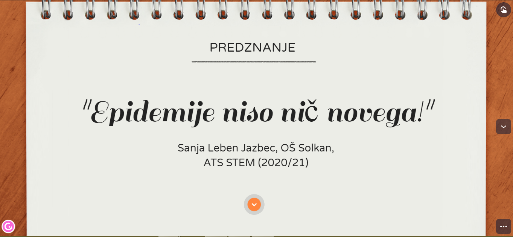 PREDZNANJE
"Epidemije niso nič novega!"
Sanja Leben Jazbec, OŠ Solkan,
ATS STEM (2020/21)